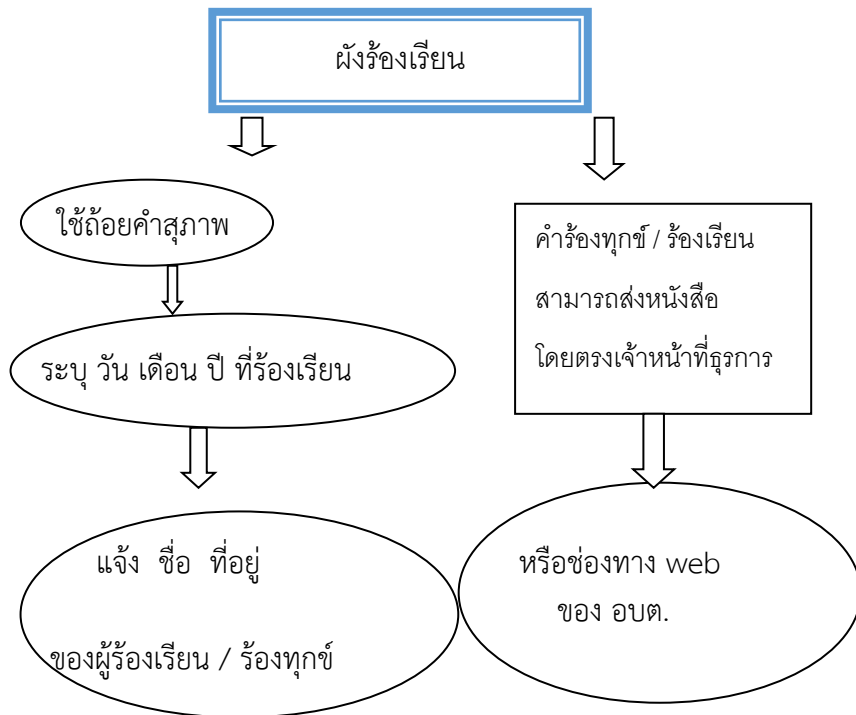 ผังร้องเรียน
ใช้ถ้อยคำสุภาพ
ระบุ วัน เดือน ปี ที่ร้องเรียน
แจ้ง ชื่อ ที่อยู่
ของผู้ร้องเรียน / ร้องทุกข์
คำร้องทุกข์ / ร้องเรียน
สามารถส่งหนังสือ
โดยตรงเจ้าหน้าที่ธุรการ
หรือช่องทาง web
ของ อบต.